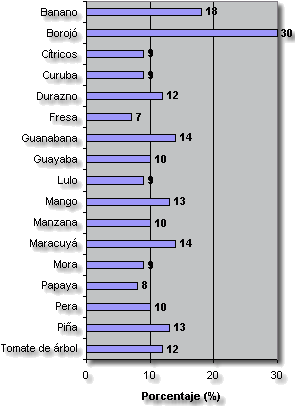 Banano 18
Borojó 30
Cítricos 9
Curuba 9
Durazno 12
Fresa 7
Guanabana 14
Guayaba 10
Lulo 9
Mango 13
Manzana 10
Maracuyá 14
Mora 9
Papaya 8
Pera 10
Piña 13
Tomate de árbol 12
0 10 20 30
Porcentaje (%)